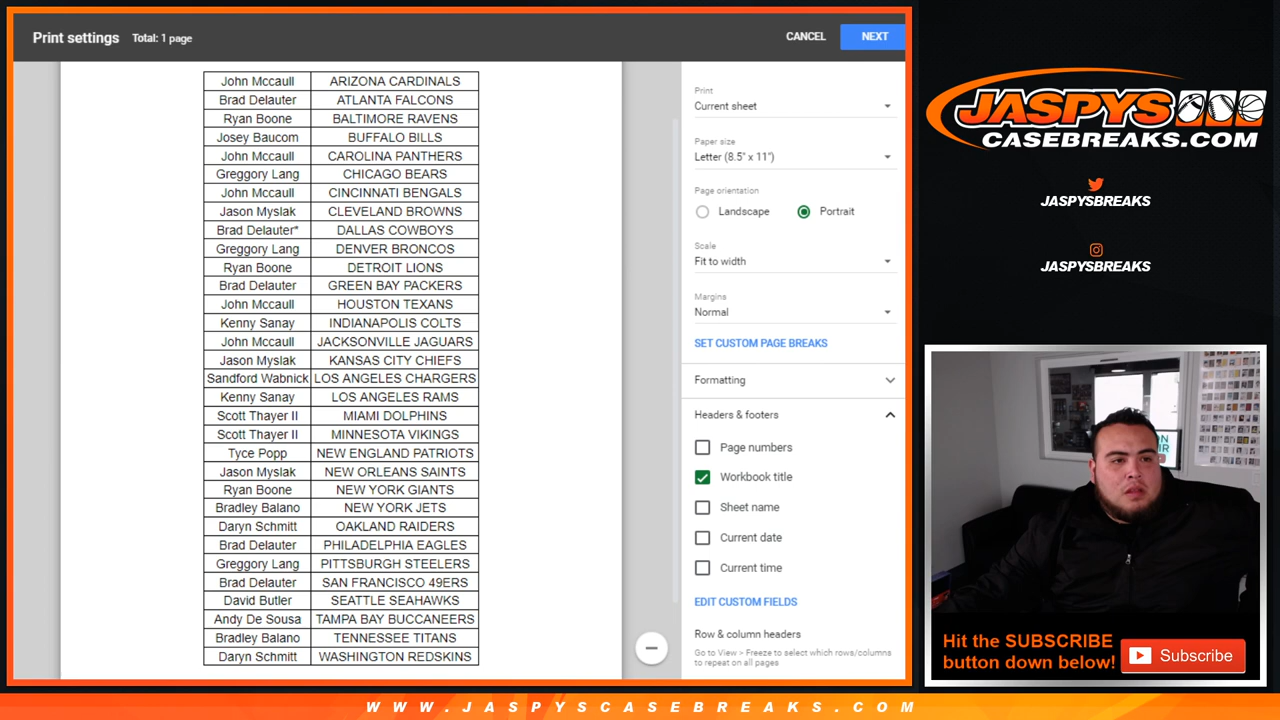 Print settings Total: 1 page CANCEL NEXT
John Mccaull ARIZONA CARDINALS
Brad Delauter ATLANTA FALCONS
Ryan Boone BALTIMORE RAVENS
Josey Baucom BUFFALO BILLS
John Mccaull CAROLINA PANTHERS
Greggory Lang CHICAGO BEARS
John Mccaull CINCINNATI BENGALS
Jason Myslak CLEVELAND BROWNS
Brad Delauter* DALLAS COWBOYS
Greggory Lang DENVER BRONCOS
Ryan Boone DETROIT LIONS
Brad Delauter GREEN BAY PACKERS
John Mccaull HOUSTON TEXANS
Kenny Sanay INDIANAPOLIS COLTS
John Mccaull JACKSONVILLE JAGUARS
Jason Myslak KANSAS CITY CHIEFS
Sandford Wabnick LOS ANGELES CHARGERS
Kenny Sanay LOS ANGELES RAMS
Scott Thayer II MIAMI DOLPHINS
Scott Thayer II MINNESOTA VIKINGS
Tyce Popp NEW ENGLAND PATRIOTS
Jason Myslak NEW ORLEANS SAINTS
Ryan Boone NEW YORK GIANTS
Bradley Balano NEW YORK JETS
Daryn Schmitt OAKLAND RAIDERS
Brad Delauter PHILADELPHIA EAGLES
Greggory Lang PITTSBURGH STEELERS
Brad Delauter SAN FRANCISCO 49ERS
David Butler SEATTLE SEAHAWKS
Andy De Sousa TAMPA BAY BUCCANEERS
Bradley Balano TENNESSEE TITANS
Daryn Schmitt WASHINGTON REDSKINS
Print
Current sheet
Paper size
Letter (8.5" x 11")
Page orientation
Landscape Portrait
Scale
Fit to width
Margins
Normal
SET CUSTOM PAGE BREAKS
Formatting
Headers & footers
Page numbers
Workbook title
Sheet name
Current date
Current time
EDIT CUSTOM FIELDS
Row & column headers
Go to View > Freeze to select which rows/columns
to repeat on all pages
JASPYS
CASEBREAKS.COM
JASPYSBREAKS
JASPYSBREAKS
Hit the SUBSCRIBE
button down below!
Subscribe
WWW.JASPYSCASEBREAKS.COM